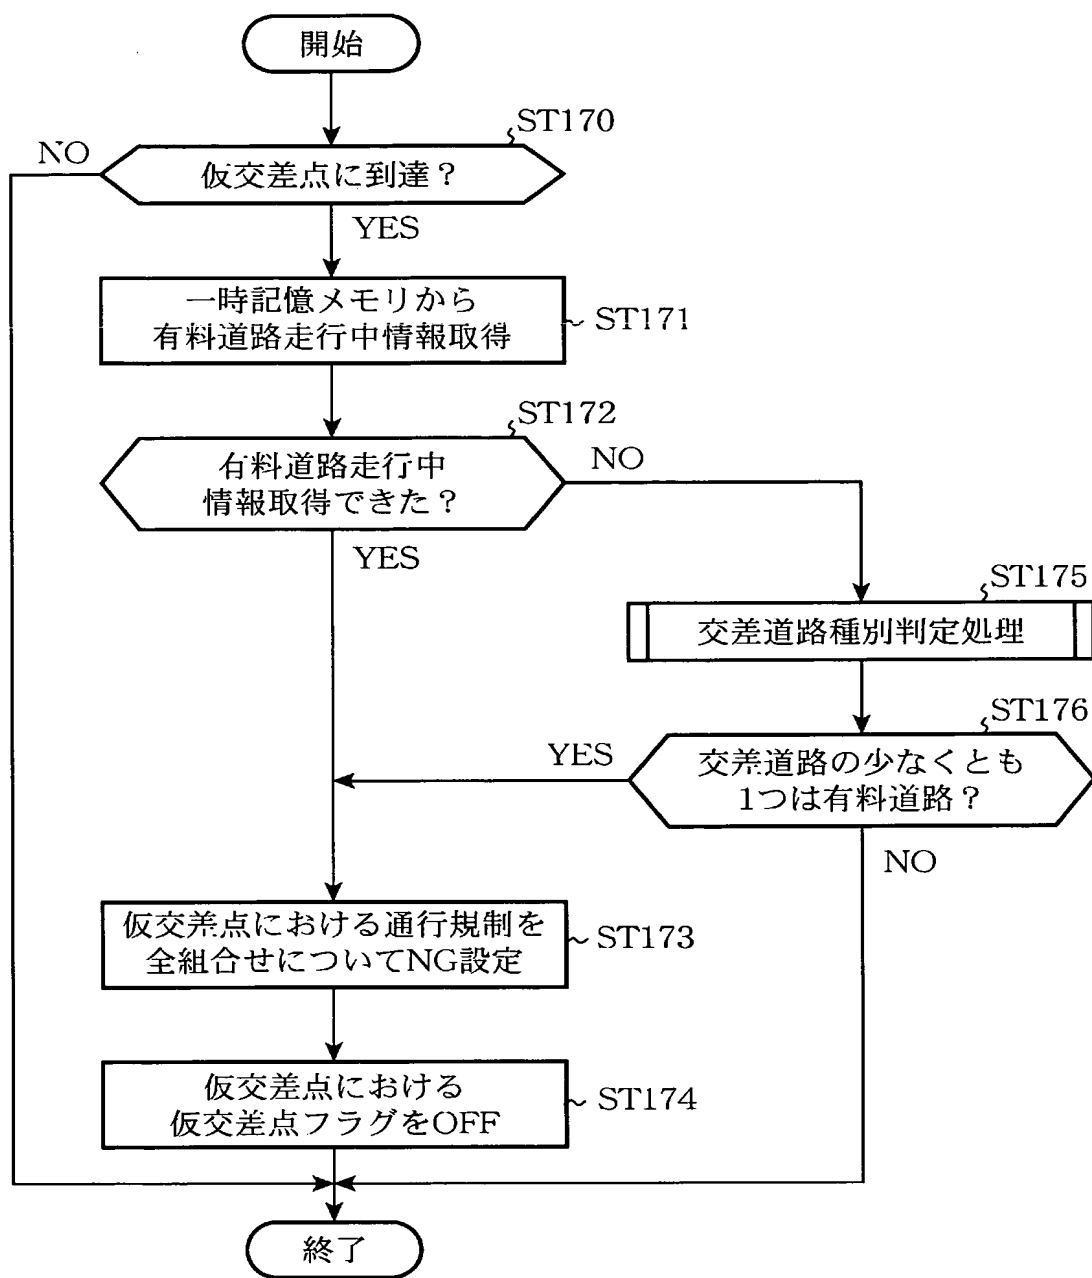 開始
ST170
NO
仮交差点に到達？
YES
一時記憶メモリから
有料道路走行中情報取得
ST171
ST172
有料道路走行中
情報取得できた？
NO
YES
ST175
交差道路種別判定処理
ST176
YES
交差道路の少なくとも
1つは有料道路？
NO
仮交差点における通行規制を
全組合せについてNG設定
ST173
仮交差点における
仮交差点フラグをOFF
ST174
終了